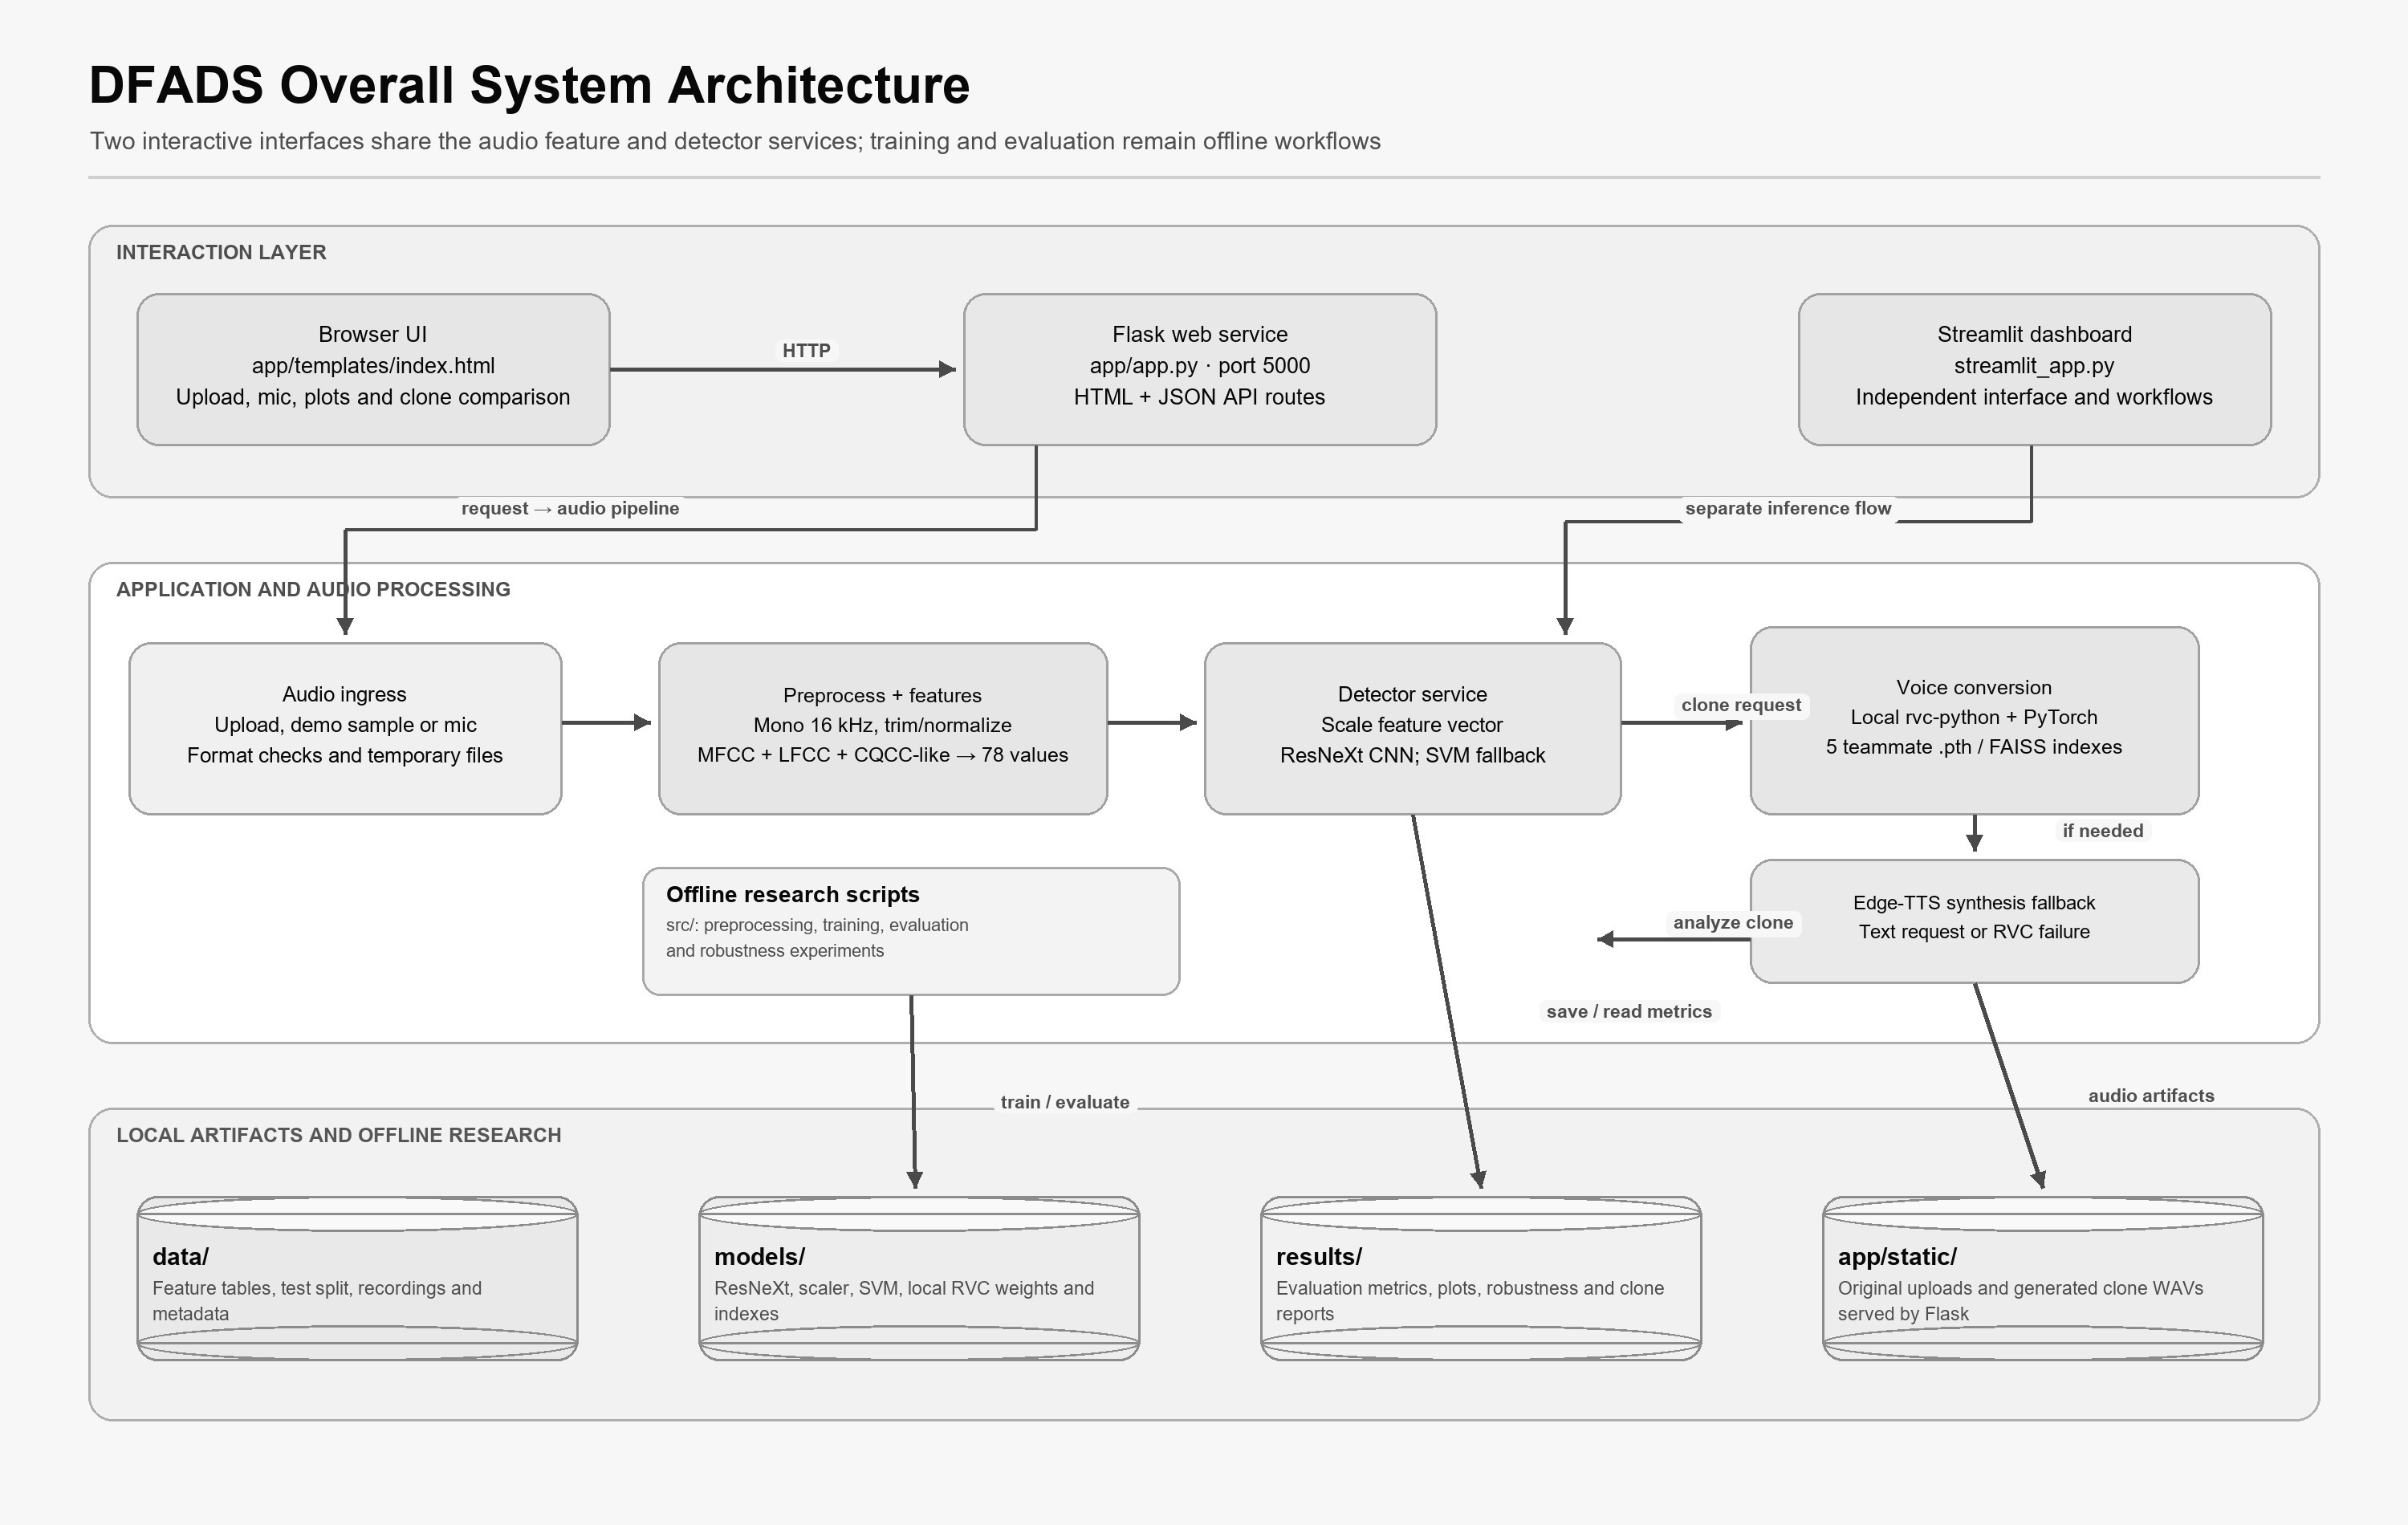 DFADS Overall System Architecture
Two interactive interfaces share the audio feature and detector services; training and evaluation remain offline workflows
INTERACTION LAYER
Browser UI
app/templates/index.html
Upload, mic, plots and clone comparison
HTTP
Flask web service
app/app.py · port 5000
HTML + JSON API routes
Streamlit dashboard
streamlit_app.py
Independent interface and workflows
request → audio pipeline
separate inference flow
APPLICATION AND AUDIO PROCESSING
Audio ingress
Upload, demo sample or mic
Format checks and temporary files
Preprocess + features
Mono 16 kHz, trim/normalize
MFCC + LFCC + CQCC-like → 78 values
Detector service
Scale feature vector
ResNeXt CNN; SVM fallback
clone request
Voice conversion
Local rvc-python + PyTorch
5 teammate .pth / FAISS indexes
if needed
Offline research scripts
src/: preprocessing, training, evaluation
and robustness experiments
analyze clone
Edge-TTS synthesis fallback
Text request or RVC failure
save / read metrics
train / evaluate
audio artifacts
LOCAL ARTIFACTS AND OFFLINE RESEARCH
data/
Feature tables, test split, recordings and
metadata
models/
ResNeXt, scaler, SVM, local RVC weights and
indexes
results/
Evaluation metrics, plots, robustness and clone
reports
app/static/
Original uploads and generated clone WAVs
served by Flask